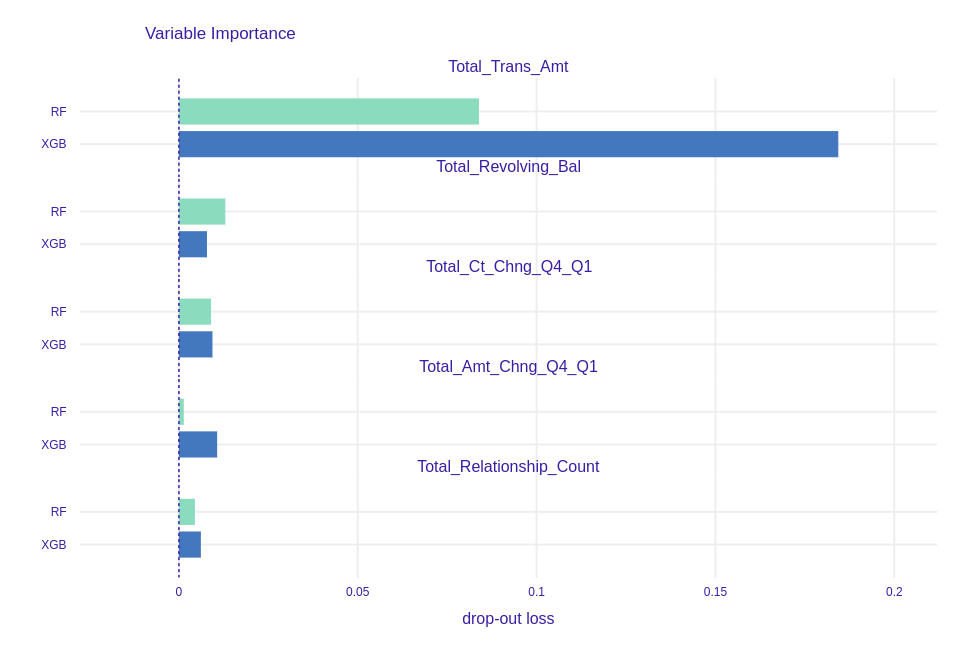 Variable Importance
Total_Trans_Amt
RF
XGB
Total_Revolving_Bal
RF
XGB
Total_Ct_Chng_Q4_Q1
RF
XGB
Total_Amt_Chng_Q4_Q1
RF
XGB
Total_Relationship_Count
RF
XGB
0 0.05 0.1 0.15 0.2
drop-out loss